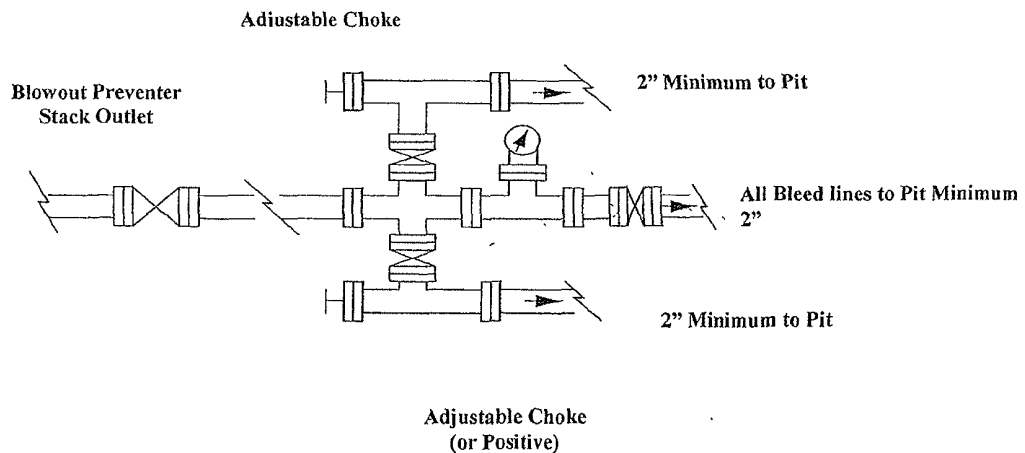 Adiustable Choke
Blowout Preventer
Stack Outlet
2” Minimum to Pit
All Bleed lines to Pit Minimum
2”
2” Minimum to Pit
Adjustable Choke
(or Positive)